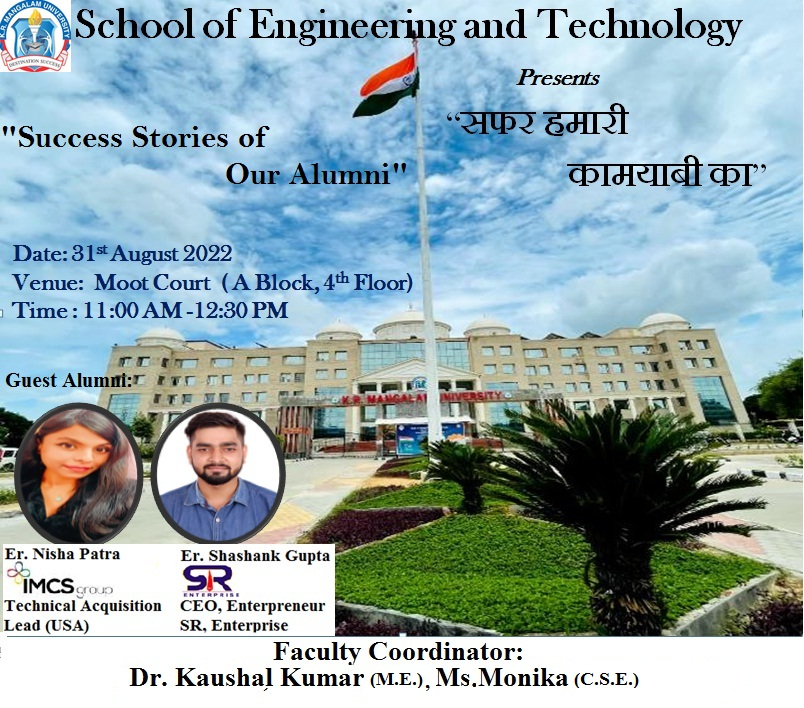 K.R. MANGALAM UNIVERSITY
DESTINATION SUCCESS
School of Engineering and Technology
Presents
"Success Stories of
Our Alumni"
“सफर हमारी
कामयाबी का”
Date: 31st August 2022
Venue: Moot Court ( A Block, 4th Floor)
Time : 11:00 AM -12:30 PM
K.R. MANGALAM UNIVERSITY
Guest Alumni:
Er. Nisha Patra
IMCS group
Technical Acquisition
Lead (USA)
Er. Shashank Gupta
SR
ENTERPRISE
CEO, Enterpreneur
SR, Enterprise
Faculty Coordinator:
Dr. Kaushal Kumar (M.E.), Ms.Monika (C.S.E.)